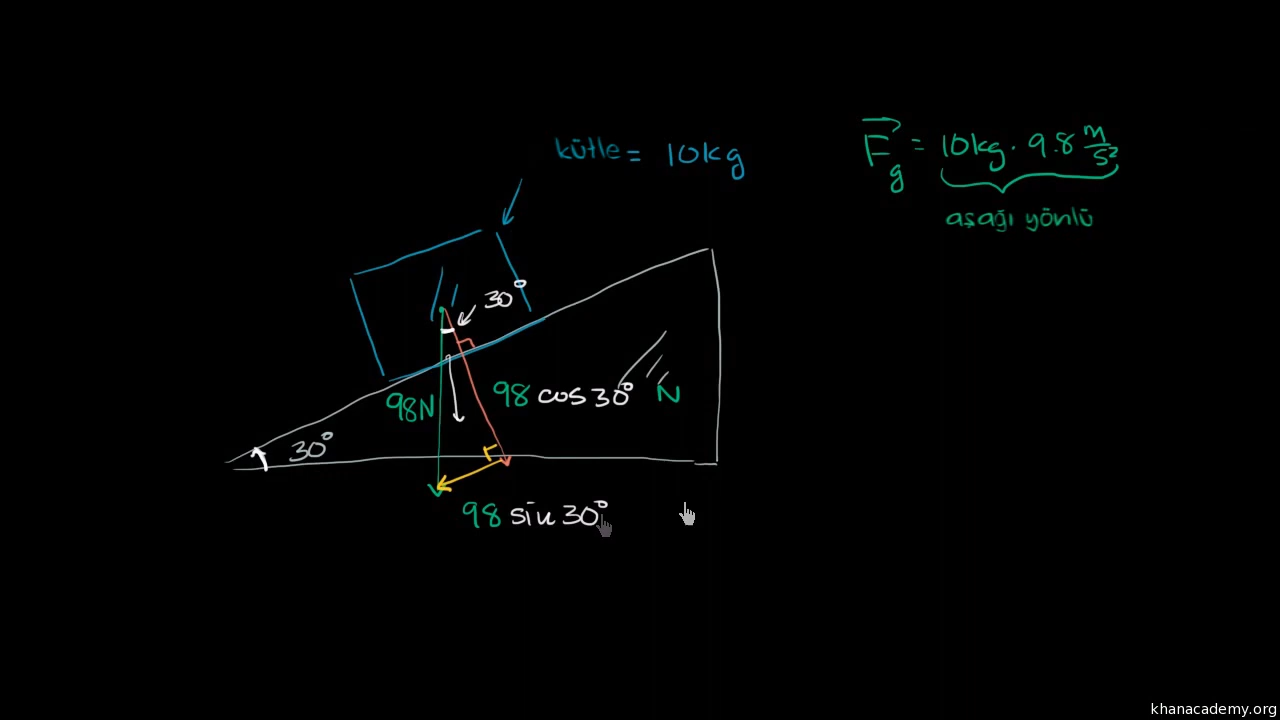 kütle = 10kg
F⃗g = 10kg · 9.8 m/s²
aşağı yönlü
30°
98N
98 cos 30° N
30°
98 sin 30°
khanacademy.org